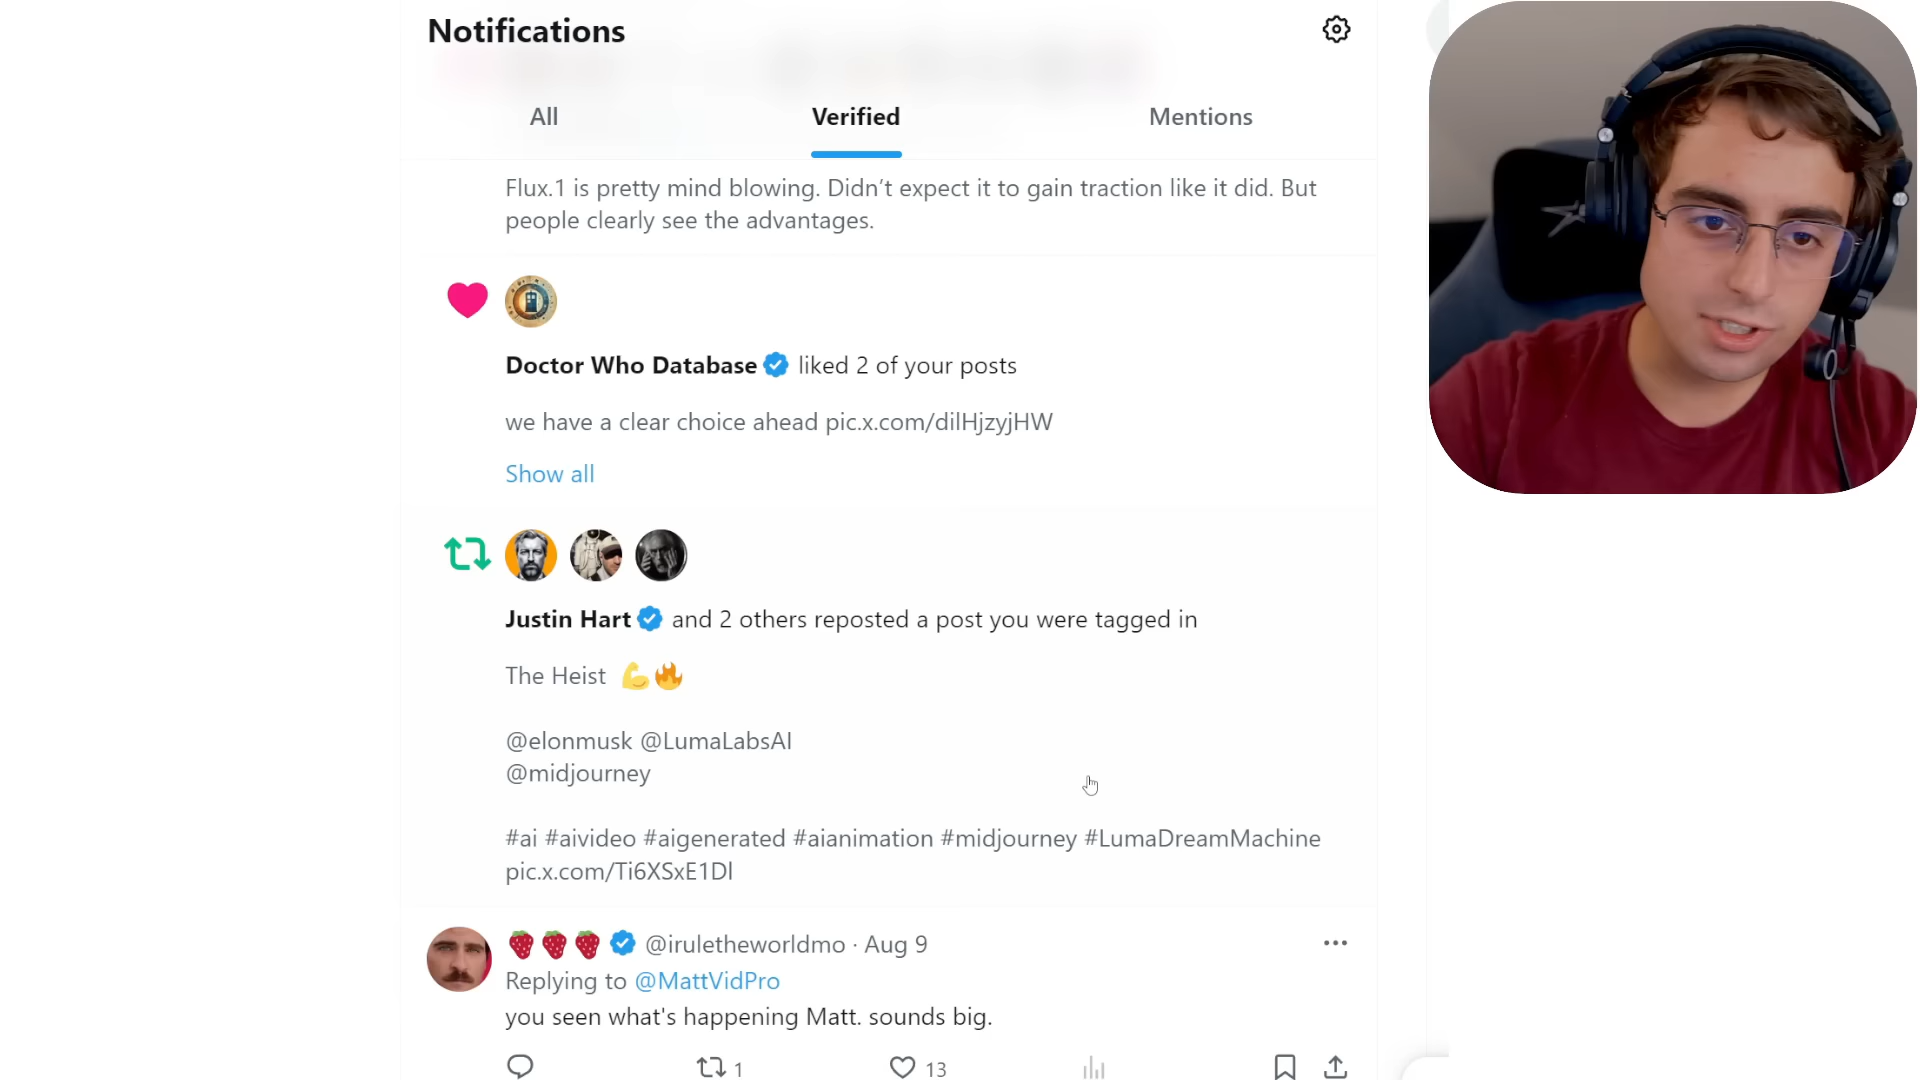 Notifications
All
Verified
Mentions
Flux.1 is pretty mind blowing. Didn’t expect it to gain traction like it did. But
people clearly see the advantages.
Doctor Who Database liked 2 of your posts
we have a clear choice ahead pic.x.com/dilHjzyjHW
Show all
Justin Hart and 2 others reposted a post you were tagged in
The Heist 💪🔥
@elonmusk @LumaLabsAI
@midjourney
#ai #aivideo #aigenerated #aianimation #midjourney #LumaDreamMachine
pic.x.com/Ti6XSxE1Dl
🍓🍓🍓 @iruletheworldmo · Aug 9
Replying to @MattVidPro
you seen what's happening Matt. sounds big.
1
13